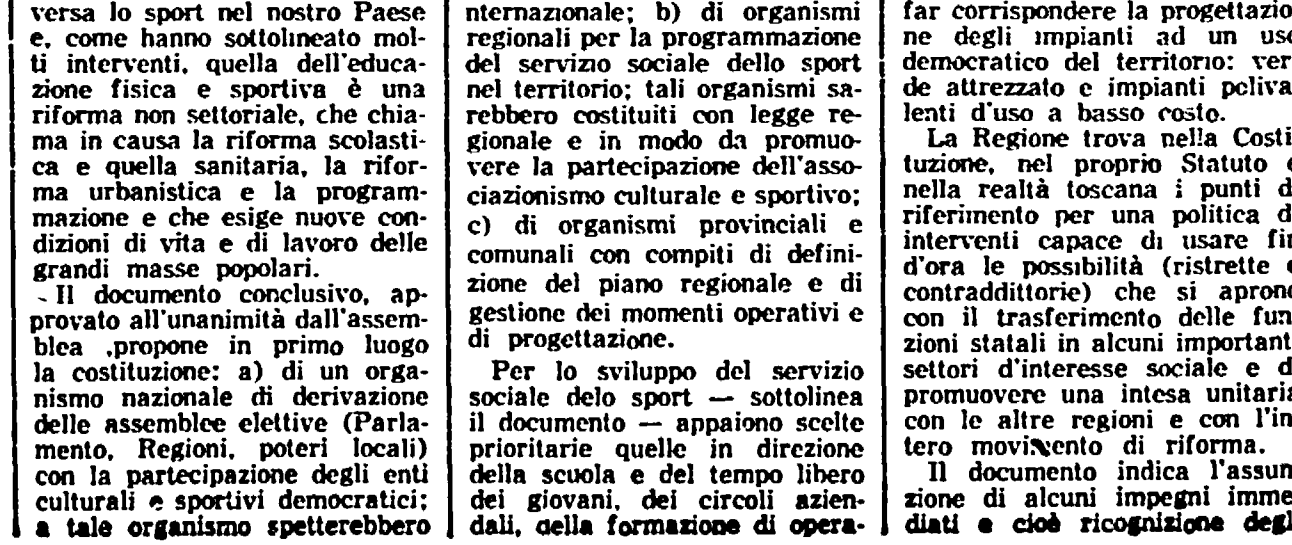 versa lo sport nel nostro Paese
e, come hanno sottolineato mol-
ti interventi, quella dell'educa-
zione fisica e sportiva è una
riforma non settoriale, che chia-
ma in causa la riforma scolasti-
ca e quella sanitaria, la rifor-
ma urbanistica e la program-
mazione e che esige nuove con-
dizioni di vita e di lavoro delle
grandi masse popolari.
Il documento conclusivo, ap-
provato all'unanimità dall'assem-
blea ,propone in primo luogo
la costituzione: a) di un orga-
nismo nazionale di derivazione
delle assemblee elettive (Parla-
mento, Regioni, poteri locali)
con la partecipazione degli enti
culturali e sportivi democratici;
a tale organismo spetterebbero
nternazionale; b) di organismi
regionali per la programmazione
del servizio sociale dello sport
nel territorio; tali organismi sa-
rebbero costituiti con legge re-
gionale e in modo da promuo-
vere la partecipazione dell'asso-
ciazionismo culturale e sportivo;
c) di organismi provinciali e
comunali con compiti di defini-
zione del piano regionale e di
gestione dei momenti operativi e
di progettazione.
Per lo sviluppo del servizio
sociale delo sport — sottolinea
il documento — appaiono scelte
prioritarie quelle in direzione
della scuola e del tempo libero
dei giovani, dei circoli azien-
dali, della formazione di opera-
far corrispondere la progettazio
ne degli impianti ad un uso
democratico del territorio: ver
de attrezzato e impianti poliva
lenti d'uso a basso costo.
La Regione trova nella Costi
tuzione, nel proprio Statuto e
nella realtà toscana i punti d
riferimento per una politica d
interventi capace di usare fin
d'ora le possibilità (ristrette e
contraddittorie) che si aprono
con il trasferimento delle fun
zioni statali in alcuni important
settori d'interesse sociale e d
promuovere una intesa unitaria
con le altre regioni e con l'in
tero movimento di riforma.
Il documento indica l'assun
zione di alcuni impegni imme
diati e cioè ricognizione degl